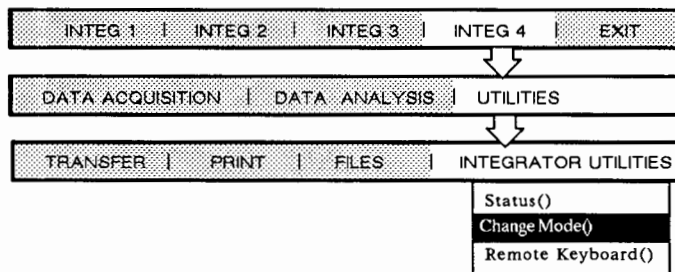 INTEG 1 | INTEG 2 | INTEG 3 | INTEG 4 | EXIT
DATA ACQUISITION | DATA ANALYSIS | UTILITIES
TRANSFER | PRINT | FILES | INTEGRATOR UTILITIES
Status()
Change Mode()
Remote Keyboard()